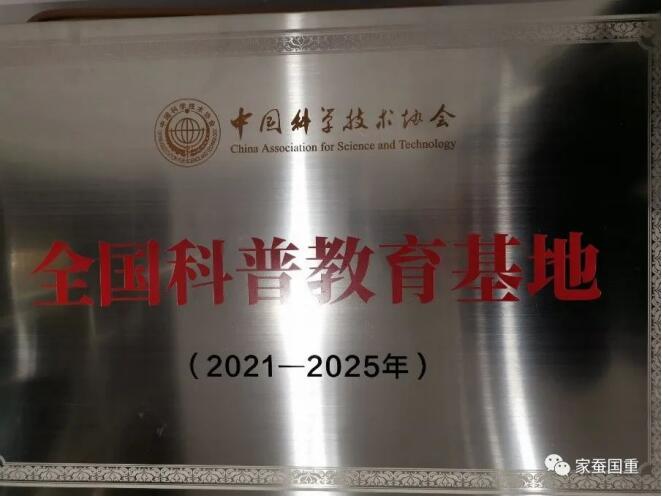 中国科学技术协会
China Association for Science and Technology
全国科普教育基地
（2021—2025年）
家蚕国重